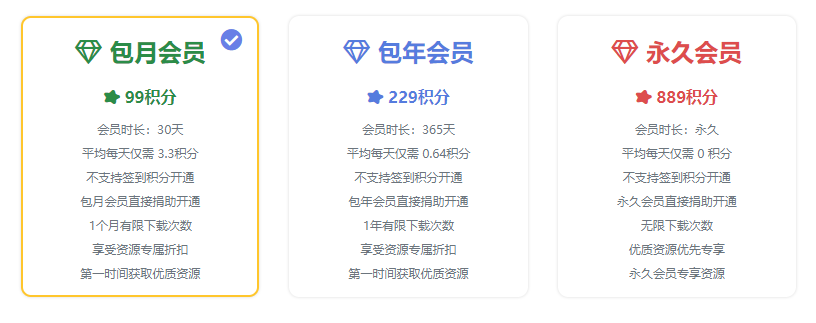 包月会员
99积分
会员时长：30天
平均每天仅需 3.3积分
不支持签到积分开通
包月会员直接捐助开通
1个月有限下载次数
享受资源专属折扣
第一时间获取优质资源
包年会员
229积分
会员时长：365天
平均每天仅需 0.64积分
不支持签到积分开通
包年会员直接捐助开通
1年有限下载次数
享受资源专属折扣
第一时间获取优质资源
永久会员
889积分
会员时长：永久
平均每天仅需 0 积分
不支持签到积分开通
永久会员直接捐助开通
无限下载次数
优质资源优先专享
永久会员专享资源